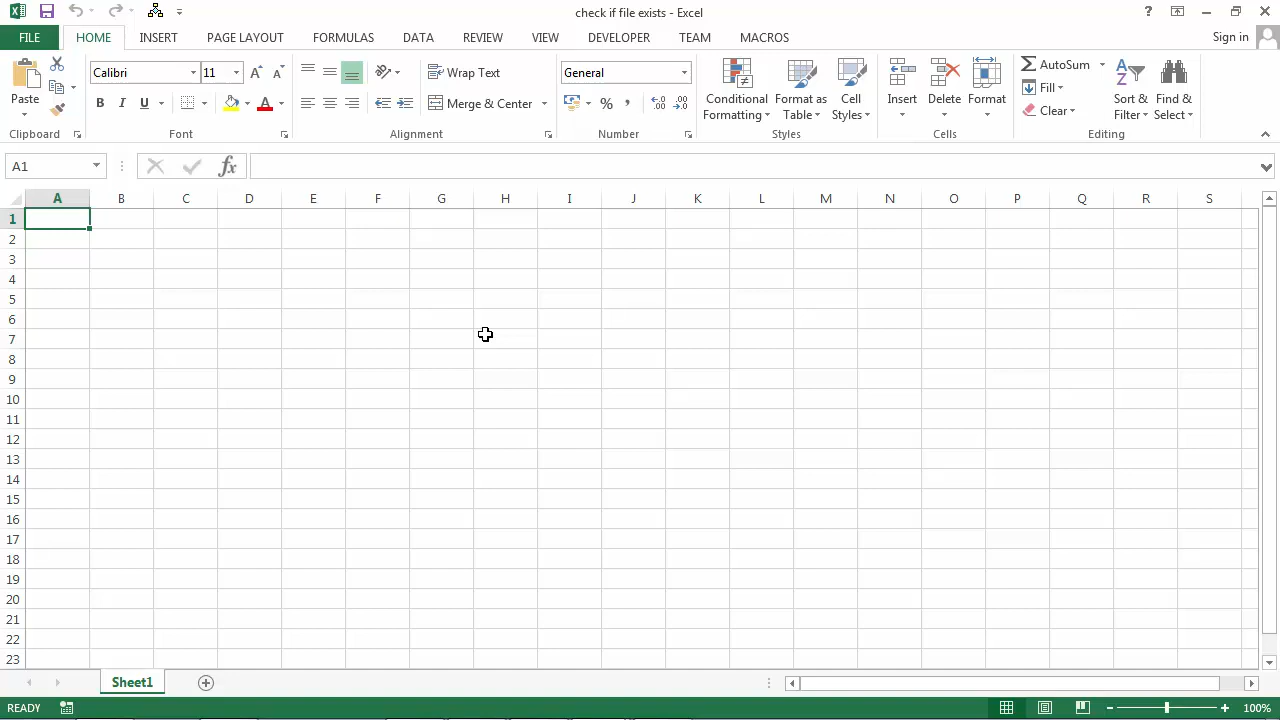 check if file exists - Excel
?
FILE HOME INSERT PAGE LAYOUT FORMULAS DATA REVIEW VIEW DEVELOPER TEAM MACROS Sign in
Calibri 11 A A Wrap Text General AutoSum
Paste Conditional Formatting Format as Table Cell Styles Insert Delete Format Fill Sort & Filter Find & Select
B I U A Merge & Center % , Clear
Clipboard Font Alignment Number Styles Cells Editing
A1 fx
A B C D E F G H I J K L M N O P Q R S
1
2
3
4
5
6
7
8
9
10
11
12
13
14
15
16
17
18
19
20
21
22
23
Sheet1
READY 100%